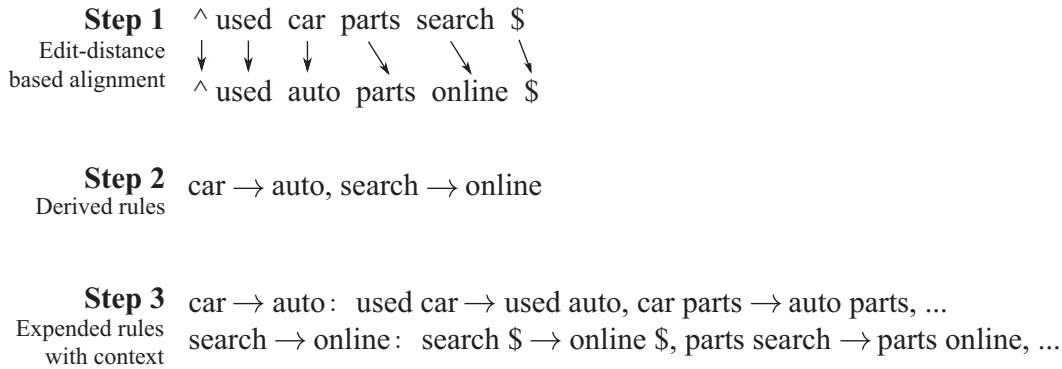 Step 1 ^ used car parts search $
Edit-distance
based alignment ^ used auto parts online $
Step 2 car → auto, search → online
Derived rules
Step 3 car → auto: used car → used auto, car parts → auto parts, ...
Expended rules
with context search → online: search $ → online $, parts search → parts online, ...